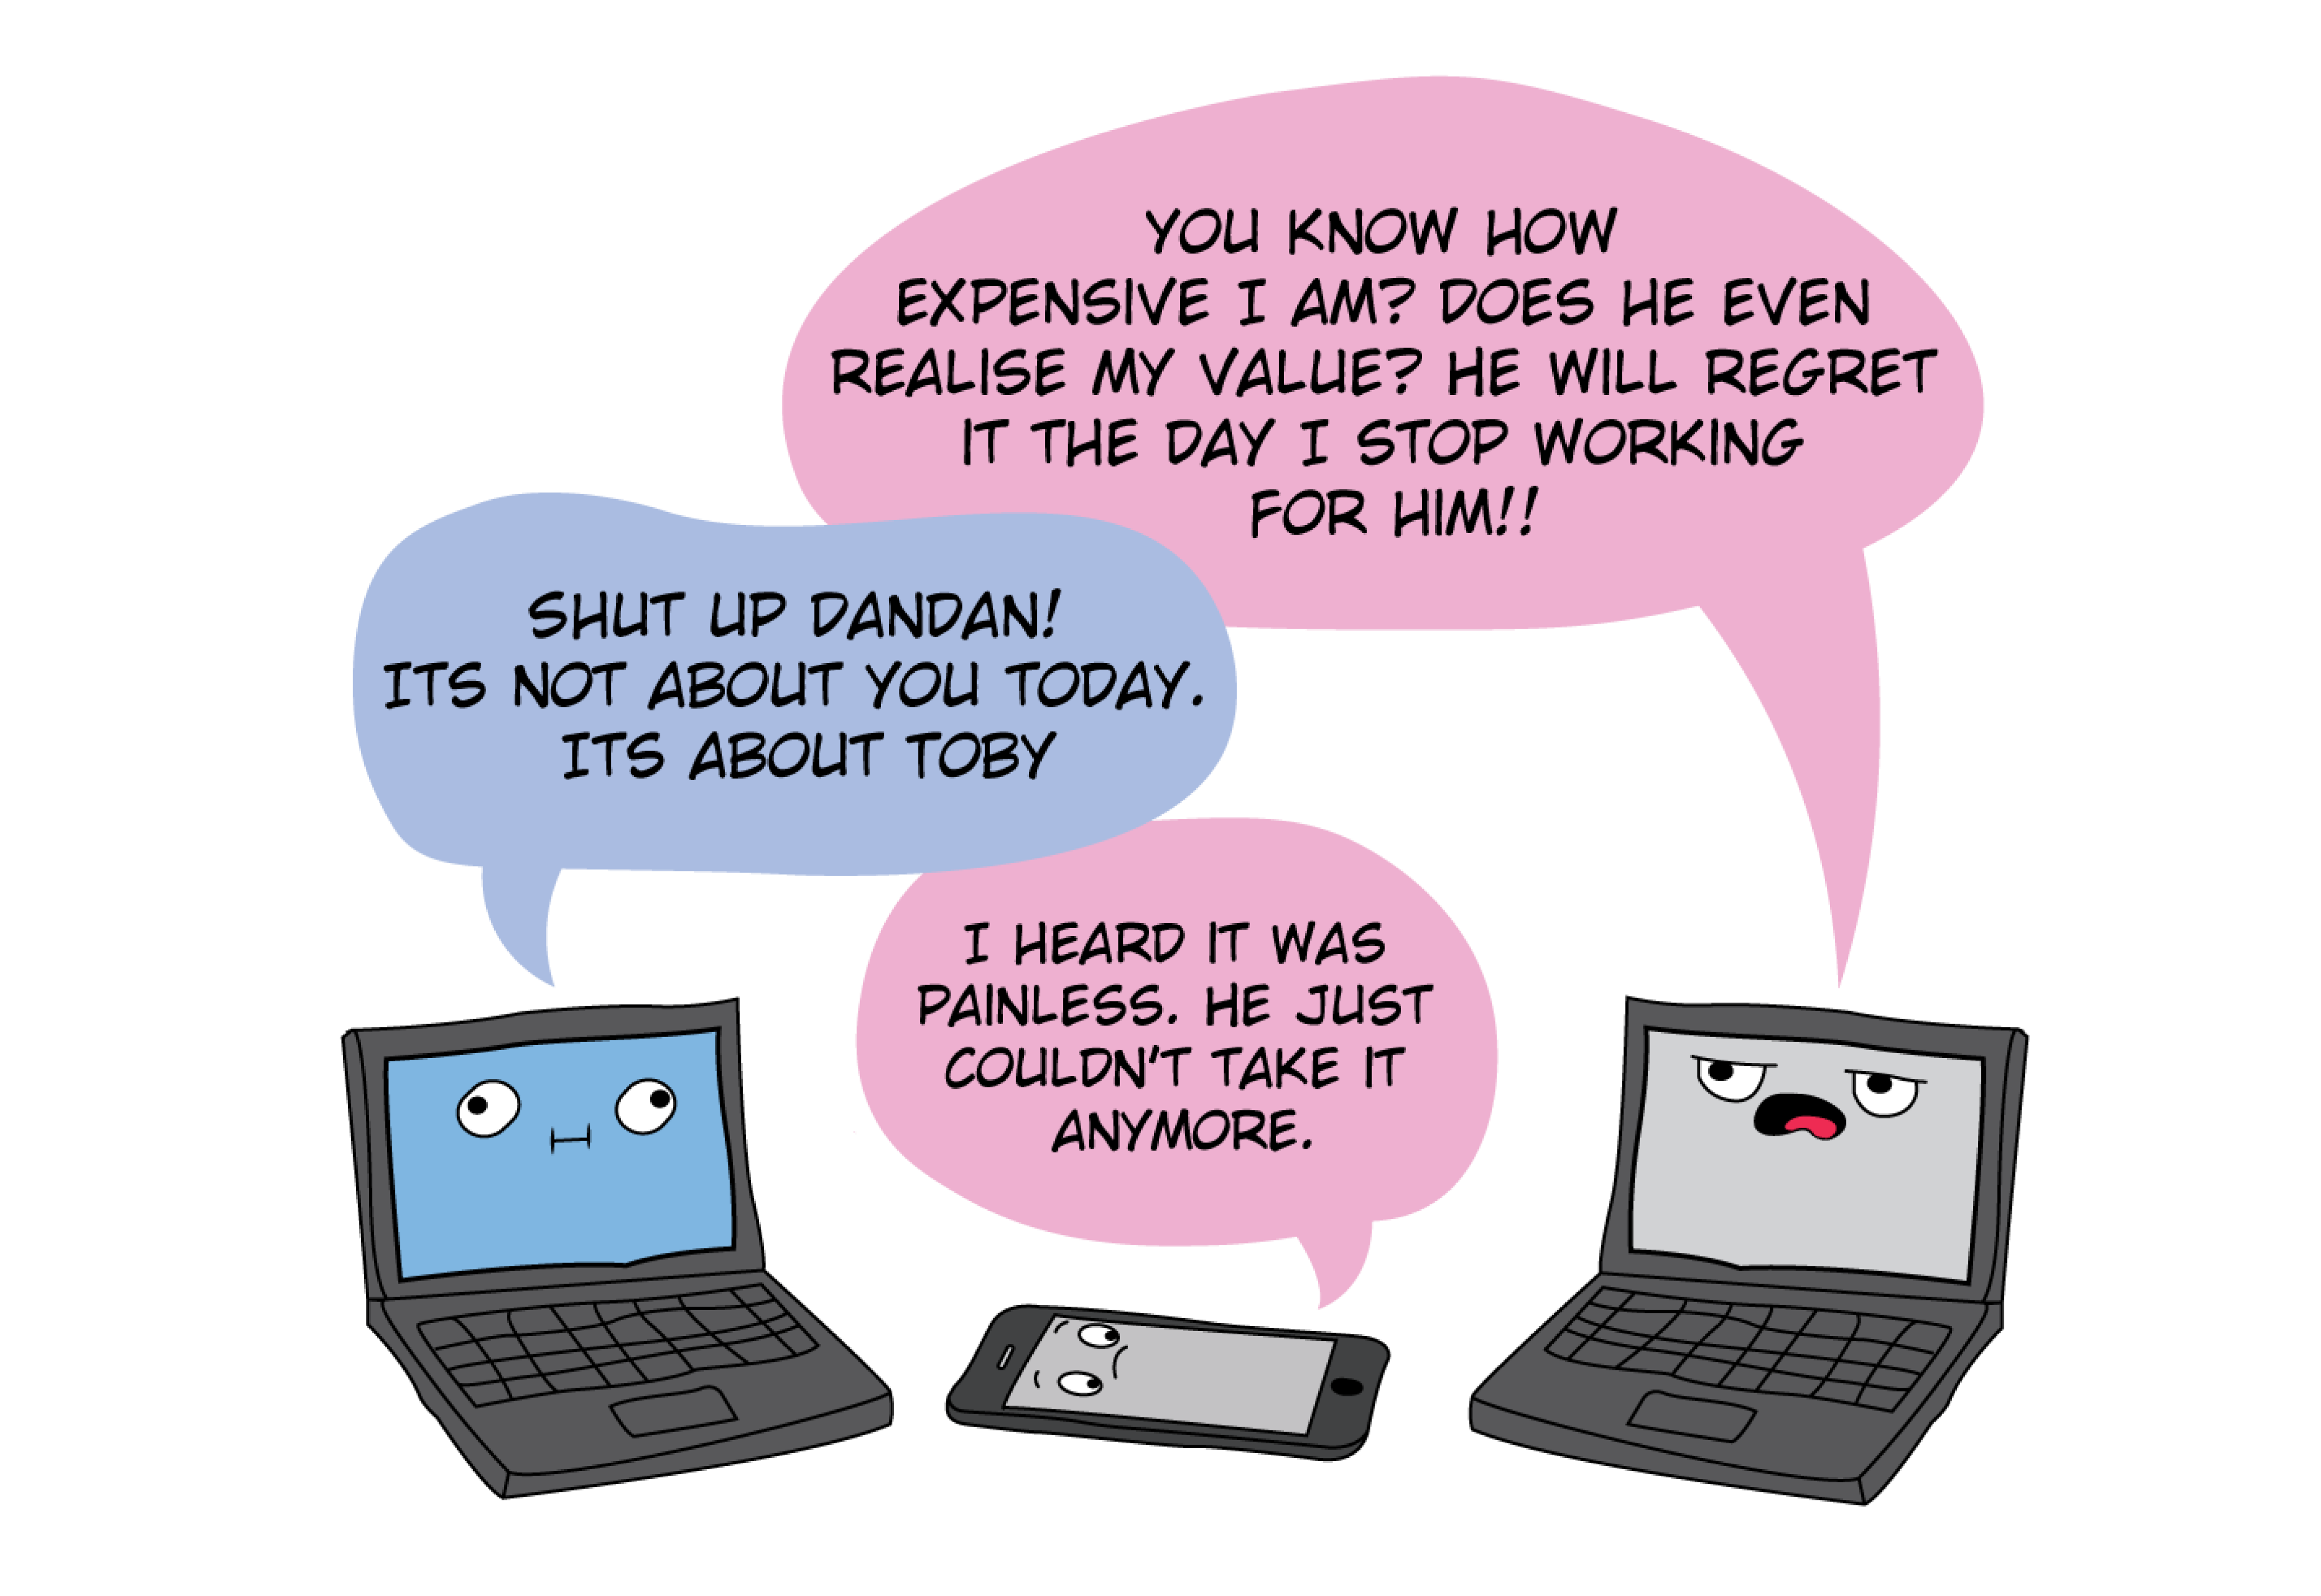 YOU KNOW HOW
EXPENSIVE I AM? DOES HE EVEN
REALISE MY VALUE? HE WILL REGRET
IT THE DAY I STOP WORKING
FOR HIM!!
SHUT UP DANDAN!
ITS NOT ABOUT YOU TODAY.
ITS ABOUT TOBY
I HEARD IT WAS
PAINLESS. HE JUST
COULDN'T TAKE IT
ANYMORE.